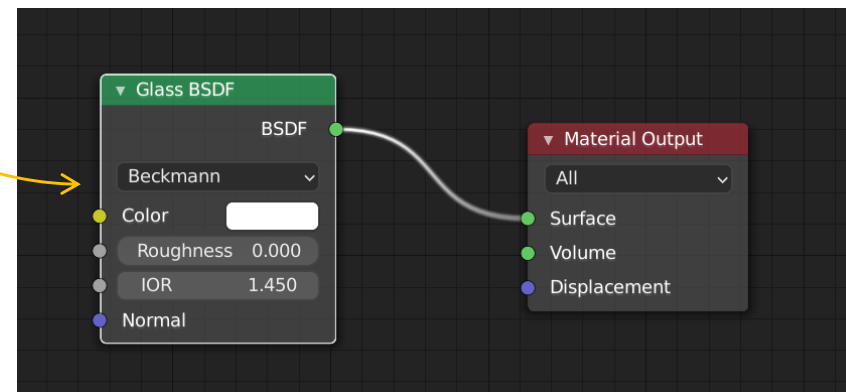 Glass BSDF
BSDF
Beckmann
Color
Roughness 0.000
IOR 1.450
Normal
Material Output
All
Surface
Volume
Displacement